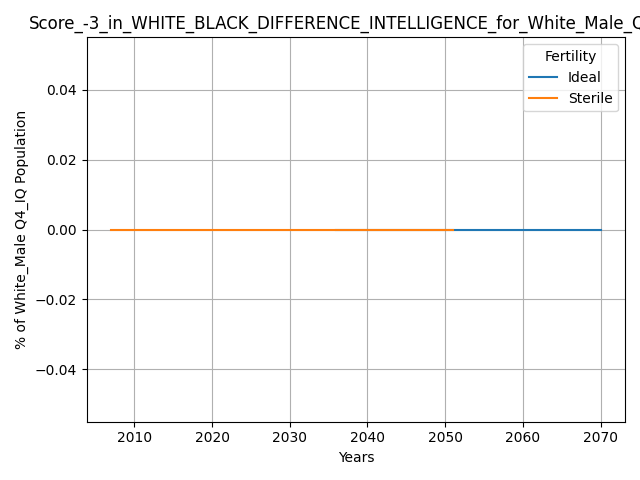 Score_-3_in_WHITE_BLACK_DIFFERENCE_INTELLIGENCE_for_White_Male_
Fertility
Ideal
Sterile
% of White_Male Q4_IQ Population
0.04
0.02
0.00
−0.02
−0.04
2010 2020 2030 2040 2050 2060 2070
Years